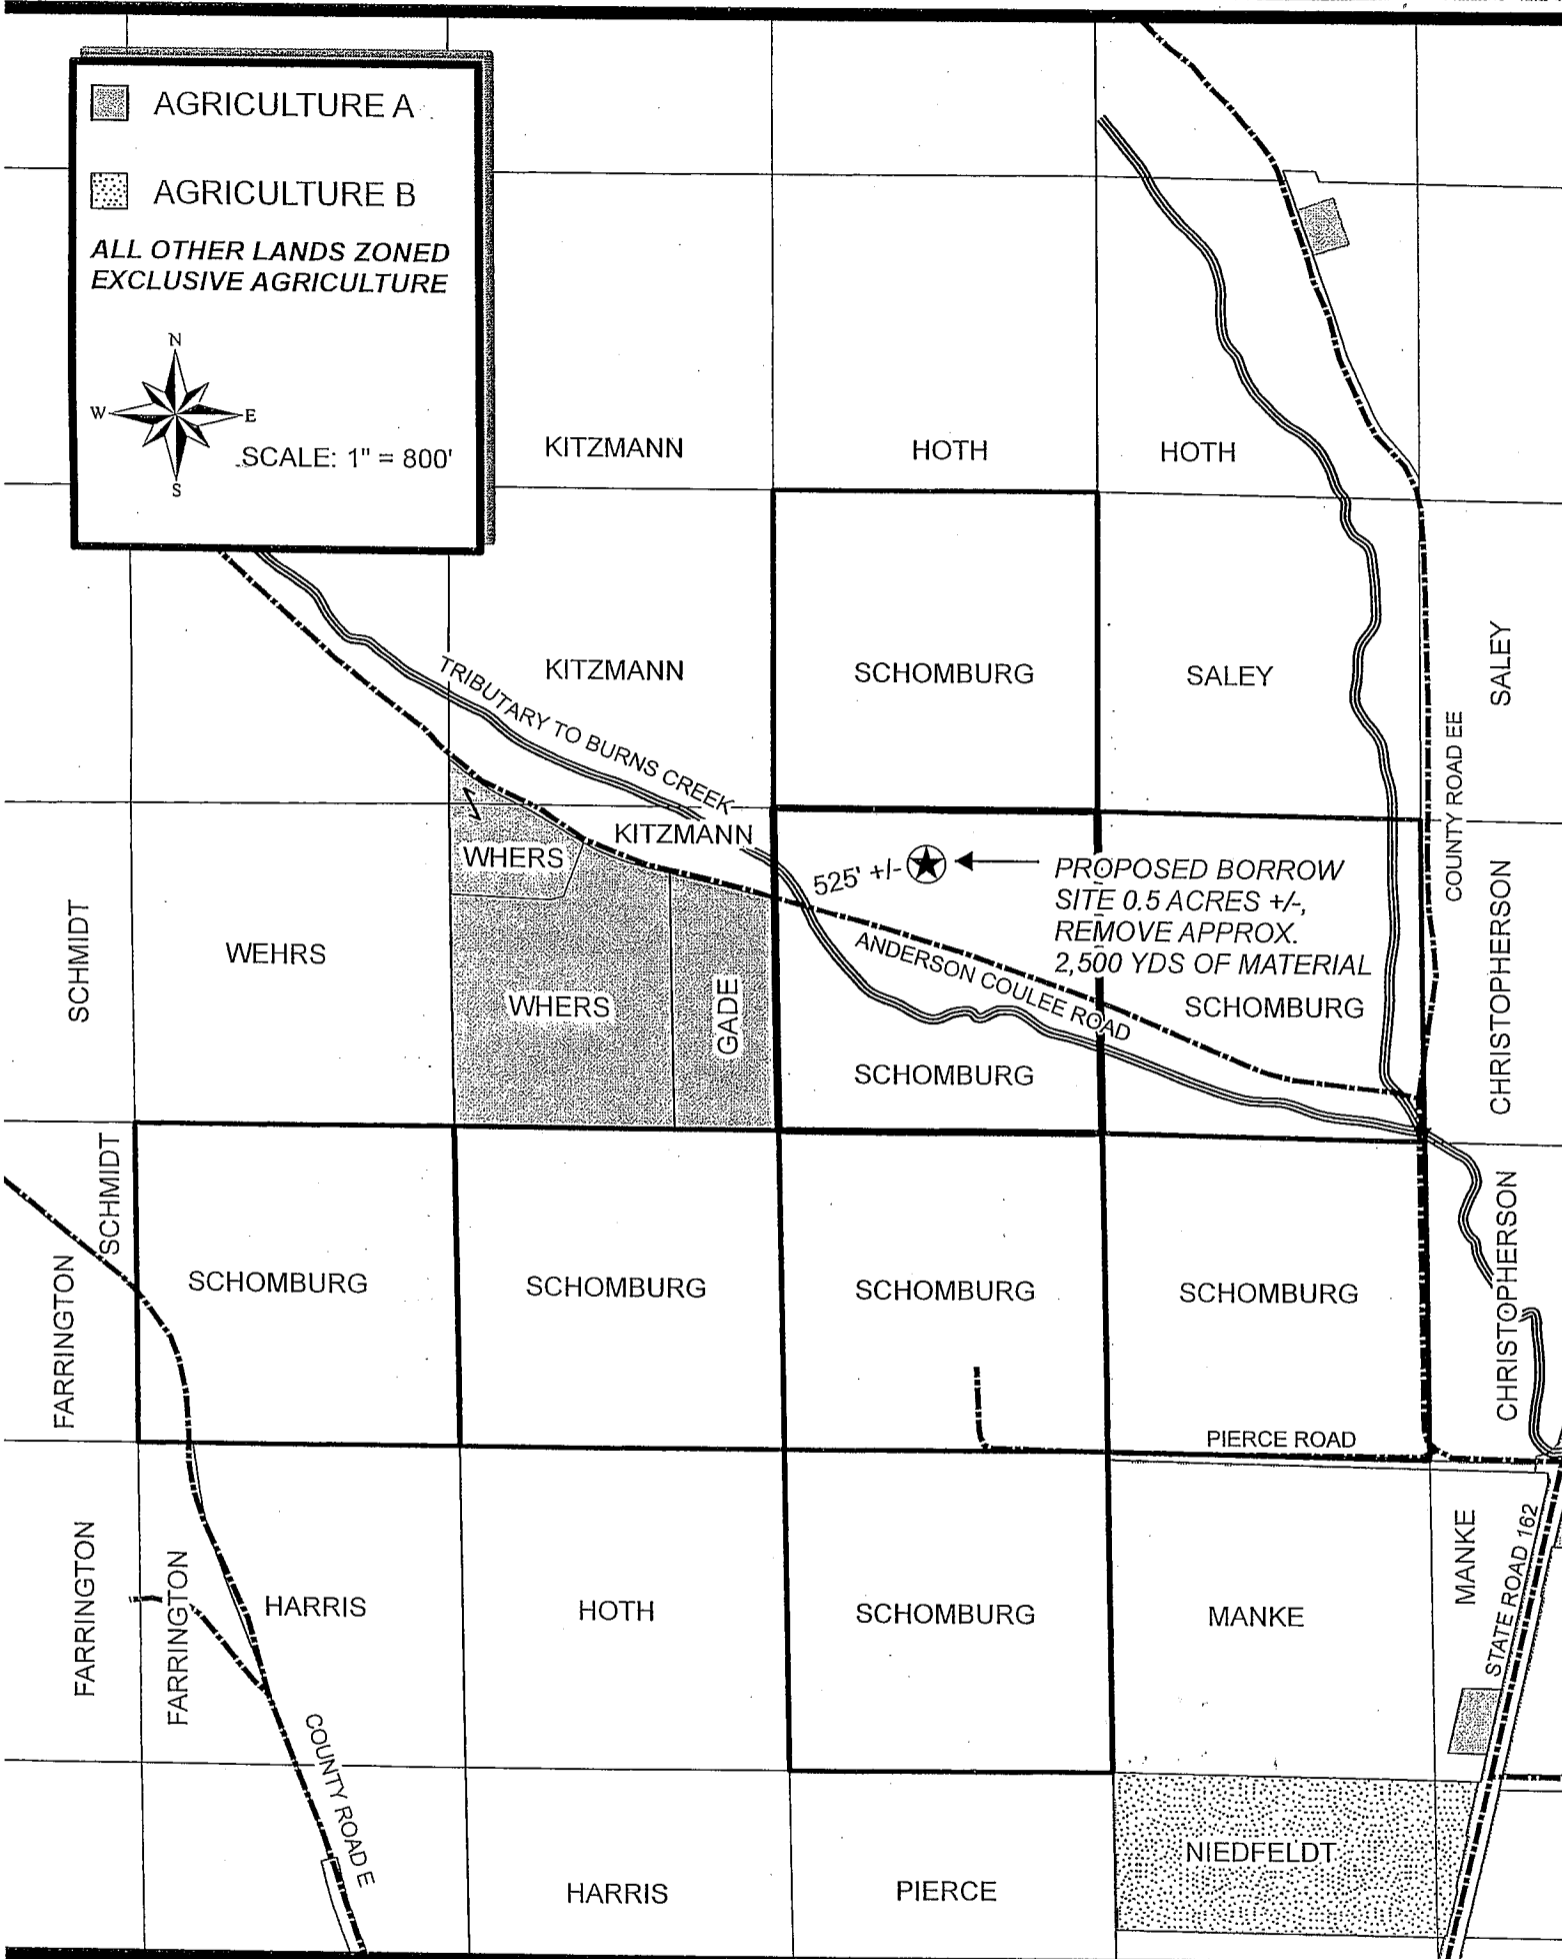 AGRICULTURE A
AGRICULTURE B
ALL OTHER LANDS ZONED
EXCLUSIVE AGRICULTURE
N
W
E
S
SCALE: 1" = 800'
KITZMANN
HOTH
HOTH
KITZMANN
SCHOMBURG
SALEY
SALEY
TRIBUTARY TO BURNS CREEK
COUNTY ROAD EE
KITZMANN
WHERS
525' +/-
PROPOSED BORROW
SITE 0.5 ACRES +/-,
REMOVE APPROX.
2,500 YDS OF MATERIAL
CHRISTOPHERSON
SCHMIDT
WEHRS
WHERS
GADE
ANDERSON COULEE ROAD
SCHOMBURG
SCHOMBURG
SCHMIDT
FARRINGTON
SCHOMBURG
SCHOMBURG
SCHOMBURG
SCHOMBURG
CHRISTOPHERSON
PIERCE ROAD
FARRINGTON
FARRINGTON
HARRIS
HOTH
SCHOMBURG
MANKE
MANKE
STATE ROAD 162
COUNTY ROAD E
HARRIS
PIERCE
NIEDFELDT